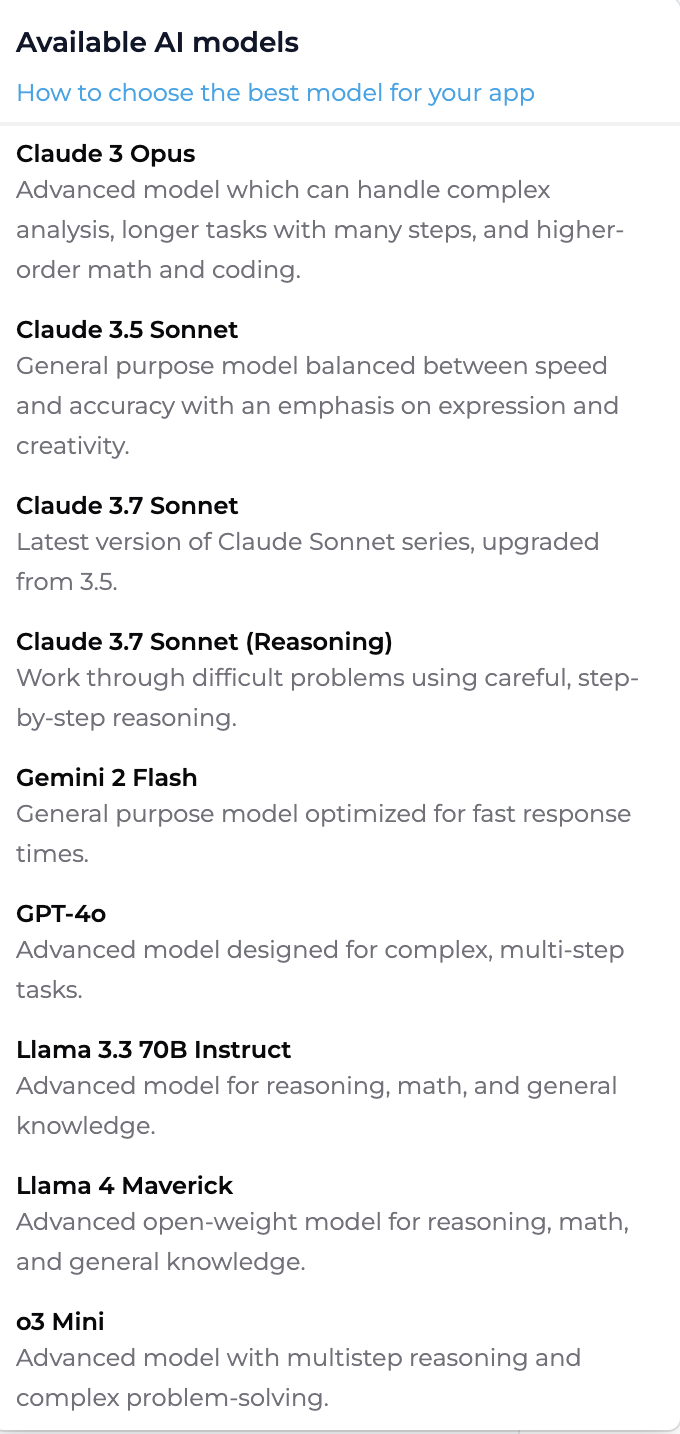 Available AI models
How to choose the best model for your app
Claude 3 Opus
Advanced model which can handle complex
analysis, longer tasks with many steps, and higher-
order math and coding.
Claude 3.5 Sonnet
General purpose model balanced between speed
and accuracy with an emphasis on expression and
creativity.
Claude 3.7 Sonnet
Latest version of Claude Sonnet series, upgraded
from 3.5.
Claude 3.7 Sonnet (Reasoning)
Work through difficult problems using careful, step-
by-step reasoning.
Gemini 2 Flash
General purpose model optimized for fast response
times.
GPT-4o
Advanced model designed for complex, multi-step
tasks.
Llama 3.3 70B Instruct
Advanced model for reasoning, math, and general
knowledge.
Llama 4 Maverick
Advanced open-weight model for reasoning, math,
and general knowledge.
o3 Mini
Advanced model with multistep reasoning and
complex problem-solving.